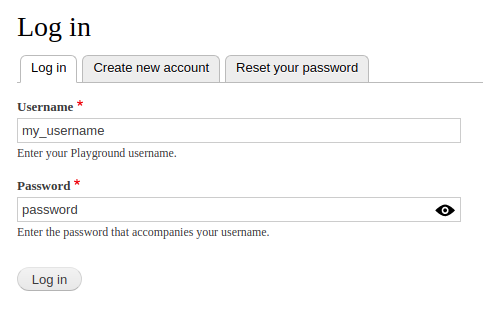 Log in
Log in Create new account Reset your password
Username *
my_username
Enter your Playground username.
Password *
password
Enter the password that accompanies your username.
Log in